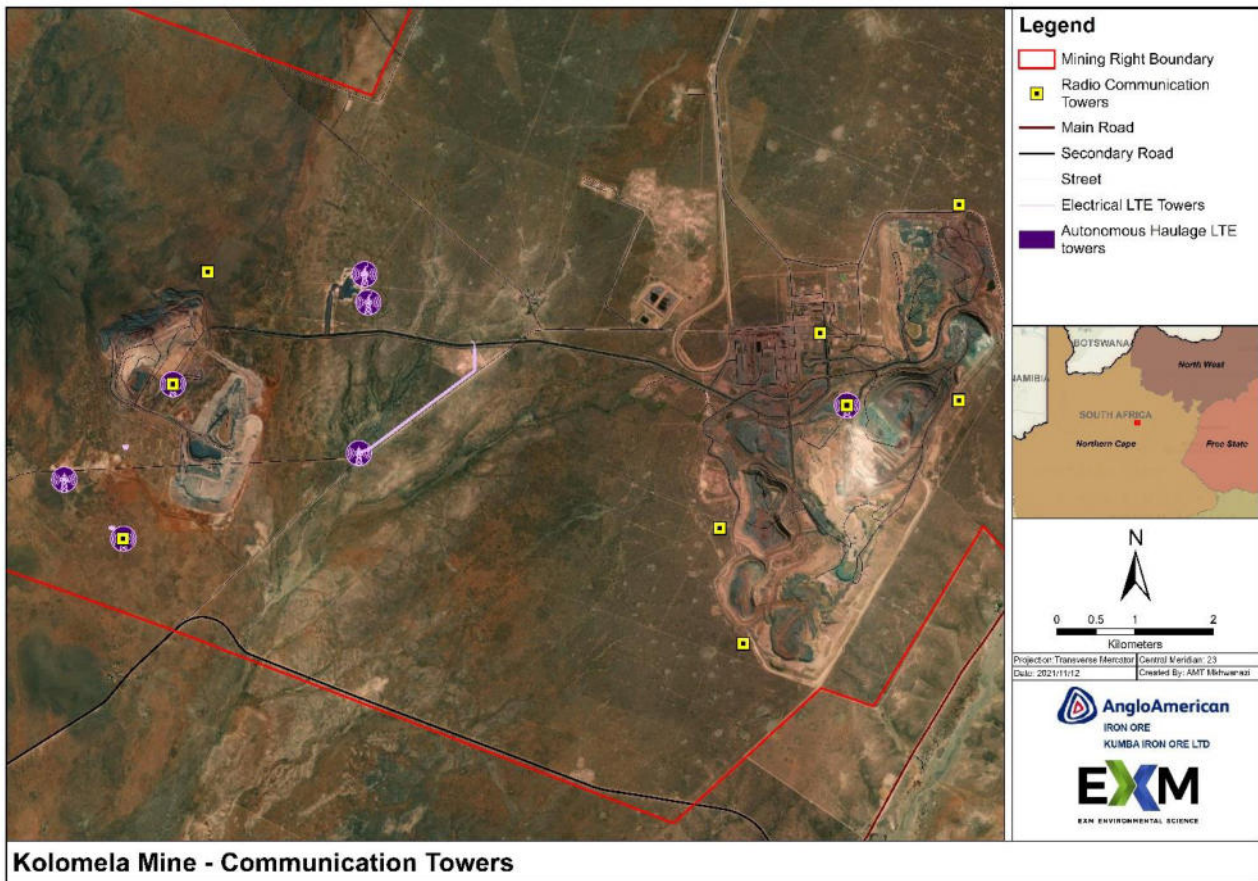 Legend
Mining Right Boundary
Radio Communication
Towers
Main Road
Secondary Road
Street
Electrical LTE Towers
Autonomous Haulage LTE
towers
BOTSWANA
NAMIBIA
North West
SOUTH AFRICA
Northern Cape
Free State
N
0 0.5 1 2
Kilometers
Projection:Transverse Mercator Central Meridian: 23
Date: 2021/11/12 Created By: AMT Mkhwanazi
AngloAmerican
IRON ORE
KUMBA IRON ORE LTD
EXM
EXM ENVIRONMENTAL SCIENCE
Kolomela Mine - Communication Towers